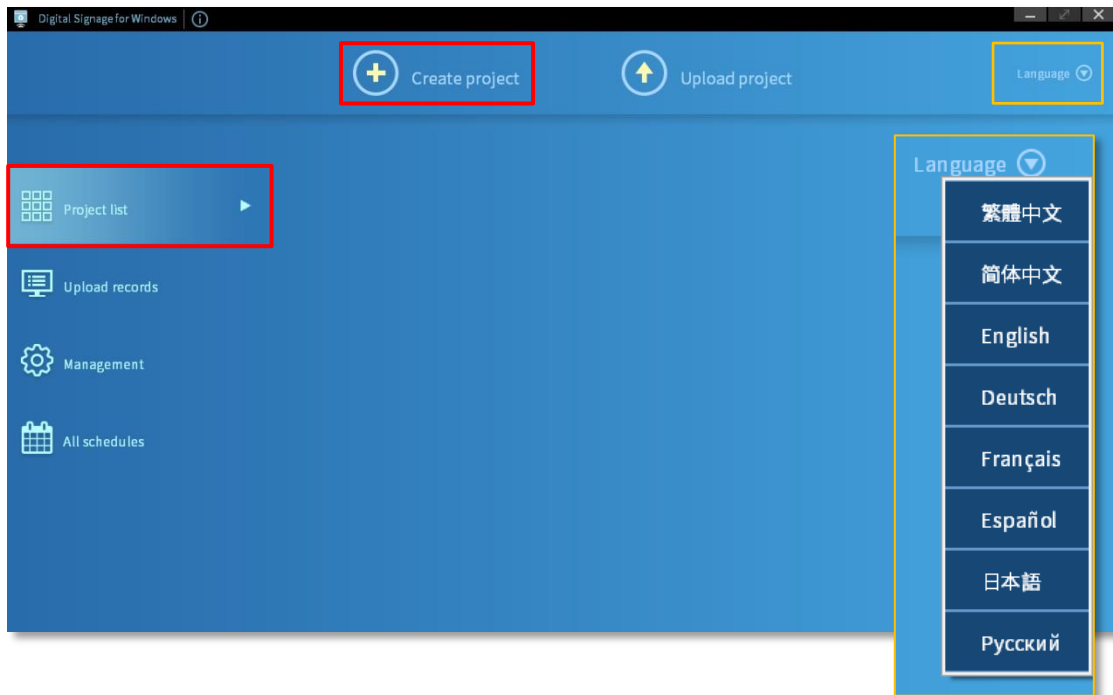 Digital Signage for Windows
Create project
Upload project
Language
Project list
Upload records
Management
All schedules
Language
繁體中文
简体中文
English
Deutsch
Français
Español
日本語
Русский